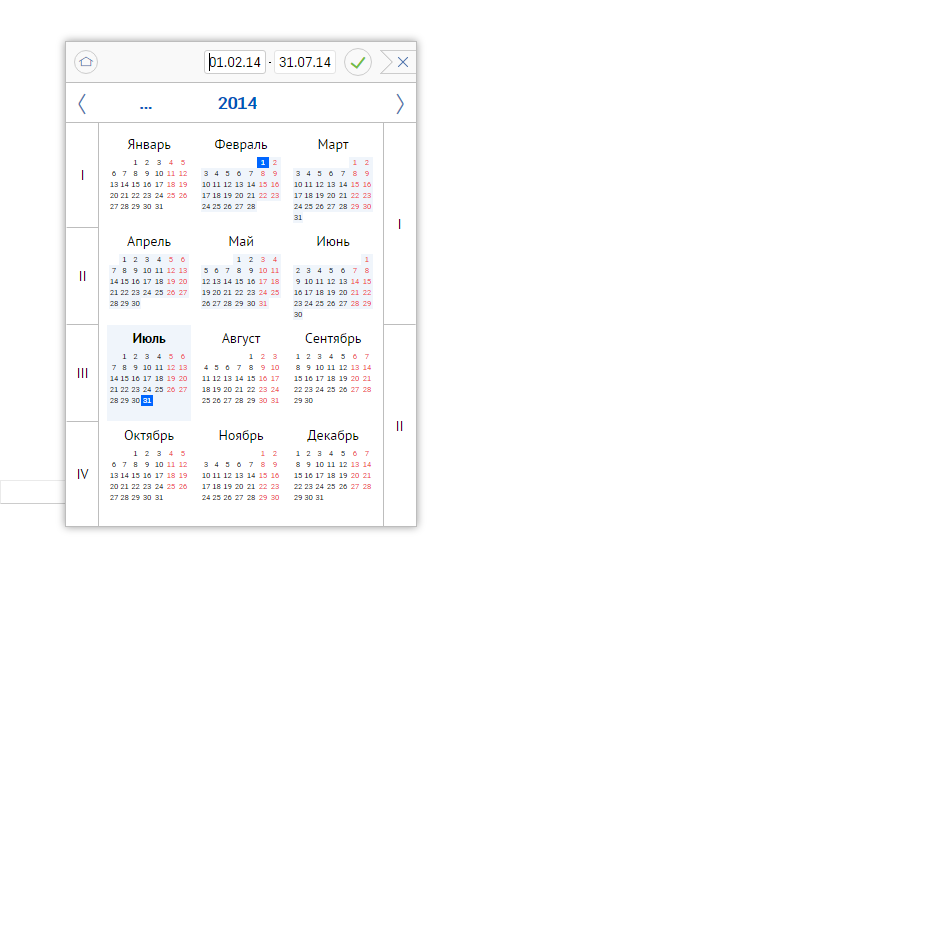 01.02.14 - 31.07.14
... 2014
I
II
III
IV
Январь Февраль Март
1 2 3 4 5 1 2 1 2
6 7 8 9 10 11 12 3 4 5 6 7 8 9 3 4 5 6 7 8 9
13 14 15 16 17 18 19 10 11 12 13 14 15 16 10 11 12 13 14 15 16
20 21 22 23 24 25 26 17 18 19 20 21 22 23 17 18 19 20 21 22 23
27 28 29 30 31 24 25 26 27 28 24 25 26 27 28 29 30
31
Апрель Май Июнь
1 2 3 4 5 6 1 2 3 4 1
7 8 9 10 11 12 13 5 6 7 8 9 10 11 2 3 4 5 6 7 8
14 15 16 17 18 19 20 12 13 14 15 16 17 18 9 10 11 12 13 14 15
21 22 23 24 25 26 27 19 20 21 22 23 24 25 16 17 18 19 20 21 22
28 29 30 26 27 28 29 30 31 23 24 25 26 27 28 29
30
Июль Август Сентябрь
1 2 3 4 5 6 1 2 3 1 2 3 4 5 6 7
7 8 9 10 11 12 13 4 5 6 7 8 9 10 8 9 10 11 12 13 14
14 15 16 17 18 19 20 11 12 13 14 15 16 17 15 16 17 18 19 20 21
21 22 23 24 25 26 27 18 19 20 21 22 23 24 22 23 24 25 26 27 28
28 29 30 31 25 26 27 28 29 30 31 29 30
Октябрь Ноябрь Декабрь
1 2 3 4 5 1 2 1 2 3 4 5 6 7
6 7 8 9 10 11 12 3 4 5 6 7 8 9 8 9 10 11 12 13 14
13 14 15 16 17 18 19 10 11 12 13 14 15 16 15 16 17 18 19 20 21
20 21 22 23 24 25 26 17 18 19 20 21 22 23 22 23 24 25 26 27 28
27 28 29 30 31 24 25 26 27 28 29 30 29 30 31
I
II